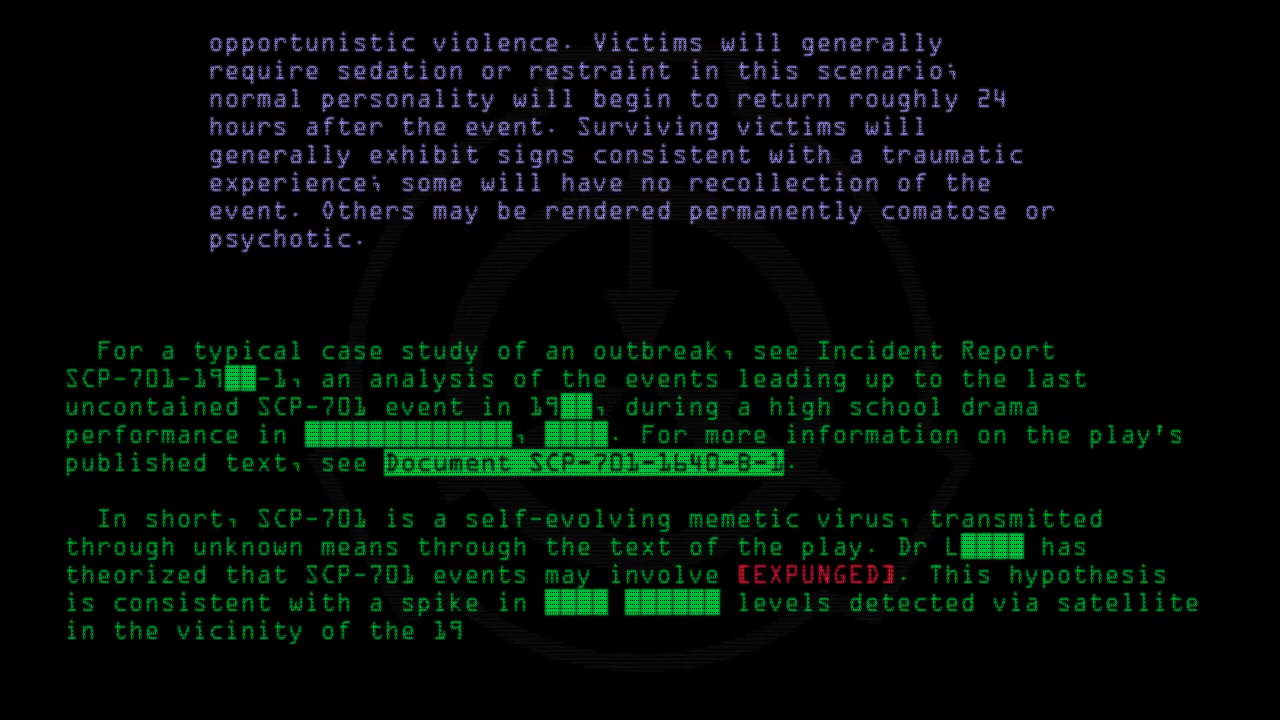 opportunistic violence. Victims will generally
require sedation or restraint in this scenario;
normal personality will begin to return roughly 24
hours after the event. Surviving victims will
generally exhibit signs consistent with a traumatic
experience; some will have no recollection of the
event. Others may be rendered permanently comatose or
psychotic.
For a typical case study of an outbreak, see Incident Report
SCP-701-19██-1, an analysis of the events leading up to the last
uncontained SCP-701 event in 19██, during a high school drama
performance in █████████████, ████. For more information on the play's
published text, see Document SCP-701-1640-B-1.
In short, SCP-701 is a self-evolving memetic virus, transmitted
through unknown means through the text of the play. Dr L████ has
theorized that SCP-701 events may involve [EXPUNGED]. This hypothesis
is consistent with a spike in ████ ██████ levels detected via satellite
in the vicinity of the 19